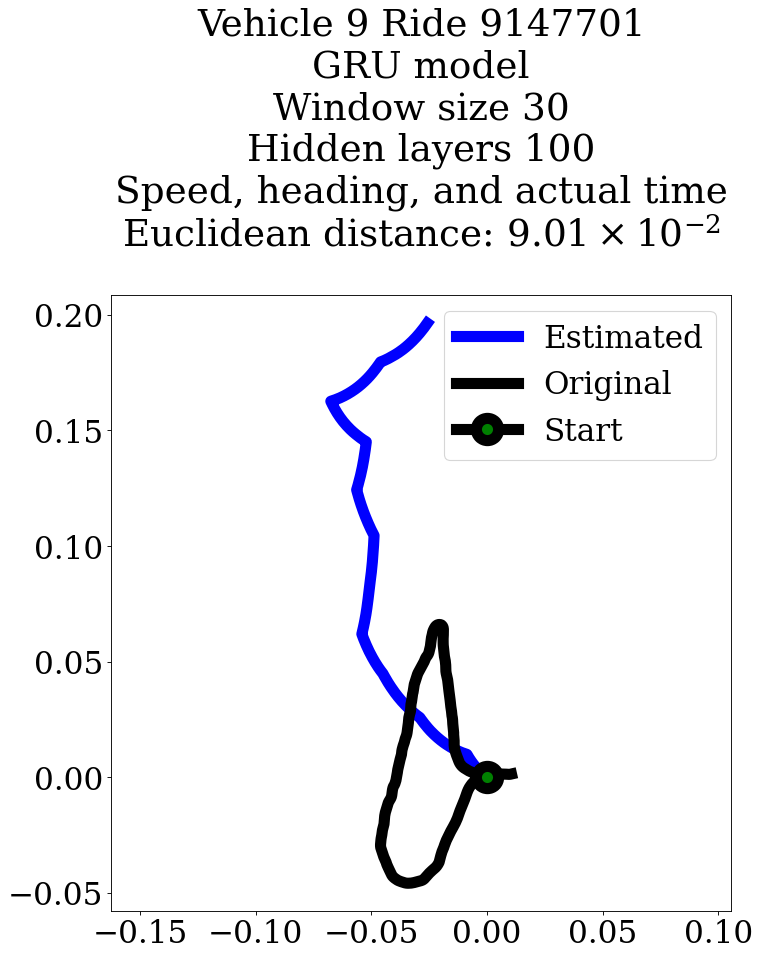 Vehicle 9 Ride 9147701
GRU model
Window size 30
Hidden layers 100
Speed, heading, and actual time
Euclidean distance: 9.01 × 10⁻²
Estimated
Original
Start
0.20
0.15
0.10
0.05
0.00
−0.05
−0.15 −0.10 −0.05 0.00 0.05 0.10